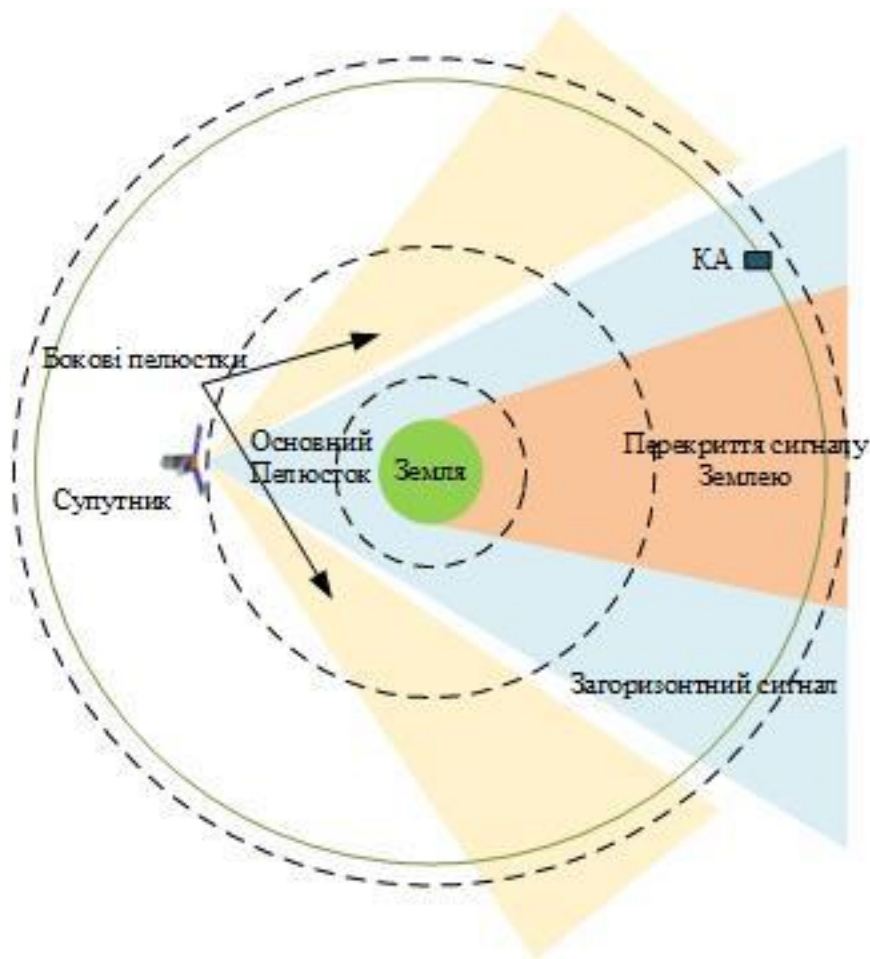 КА
Бокові пелюстки
Основний
Пелюсток
Земля
Перекриття сигналу
Землею
Супутник
Загоризонтний сигнал